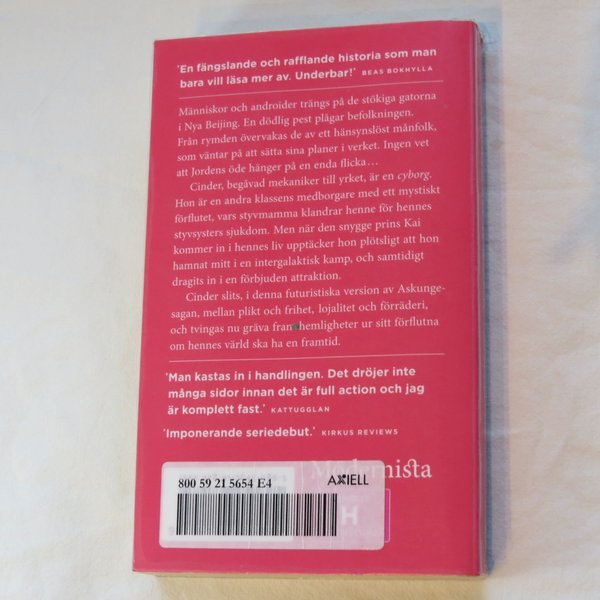 'En fängslande och rafflande historia som man
bara vill läsa mer av. Underbar!' BEAS BOKHYLLA
Människor och androider trängs på de stökiga gatorna
i Nya Beijing. En dödlig pest plågar befolkningen.
Från rymden övervakas de av ett hänsynslöst månfolk,
som väntar på att sätta sina planer i verket. Ingen vet
att Jordens öde hänger på en enda flicka...
Cinder, begåvad mekaniker till yrket, är en cyborg.
Hon är en andra klassens medborgare med ett mystiskt
förflutet, vars styvmamma klandrar henne för hennes
styvsysters sjukdom. Men när den snygge prins Kai
kommer in i hennes liv upptäcker hon plötsligt att hon
hamnat mitt i en intergalaktisk kamp, och samtidigt
dragits in i en förbjuden attraktion.
Cinder slits, i denna futuristiska version av Askunge-
sagan, mellan plikt och frihet, lojalitet och förräderi,
och tvingas nu gräva fram hemligheter ur sitt förflutna
om hennes värld ska ha en framtid.
'Man kastas in i handlingen. Det dröjer inte
många sidor innan det är full action och jag
är komplett fast.' KATTUGGLAN
'Imponerande seriedebut.' KIRKUS REVIEWS
Modernista
800 59 21 5654 E4 AXIELL
H